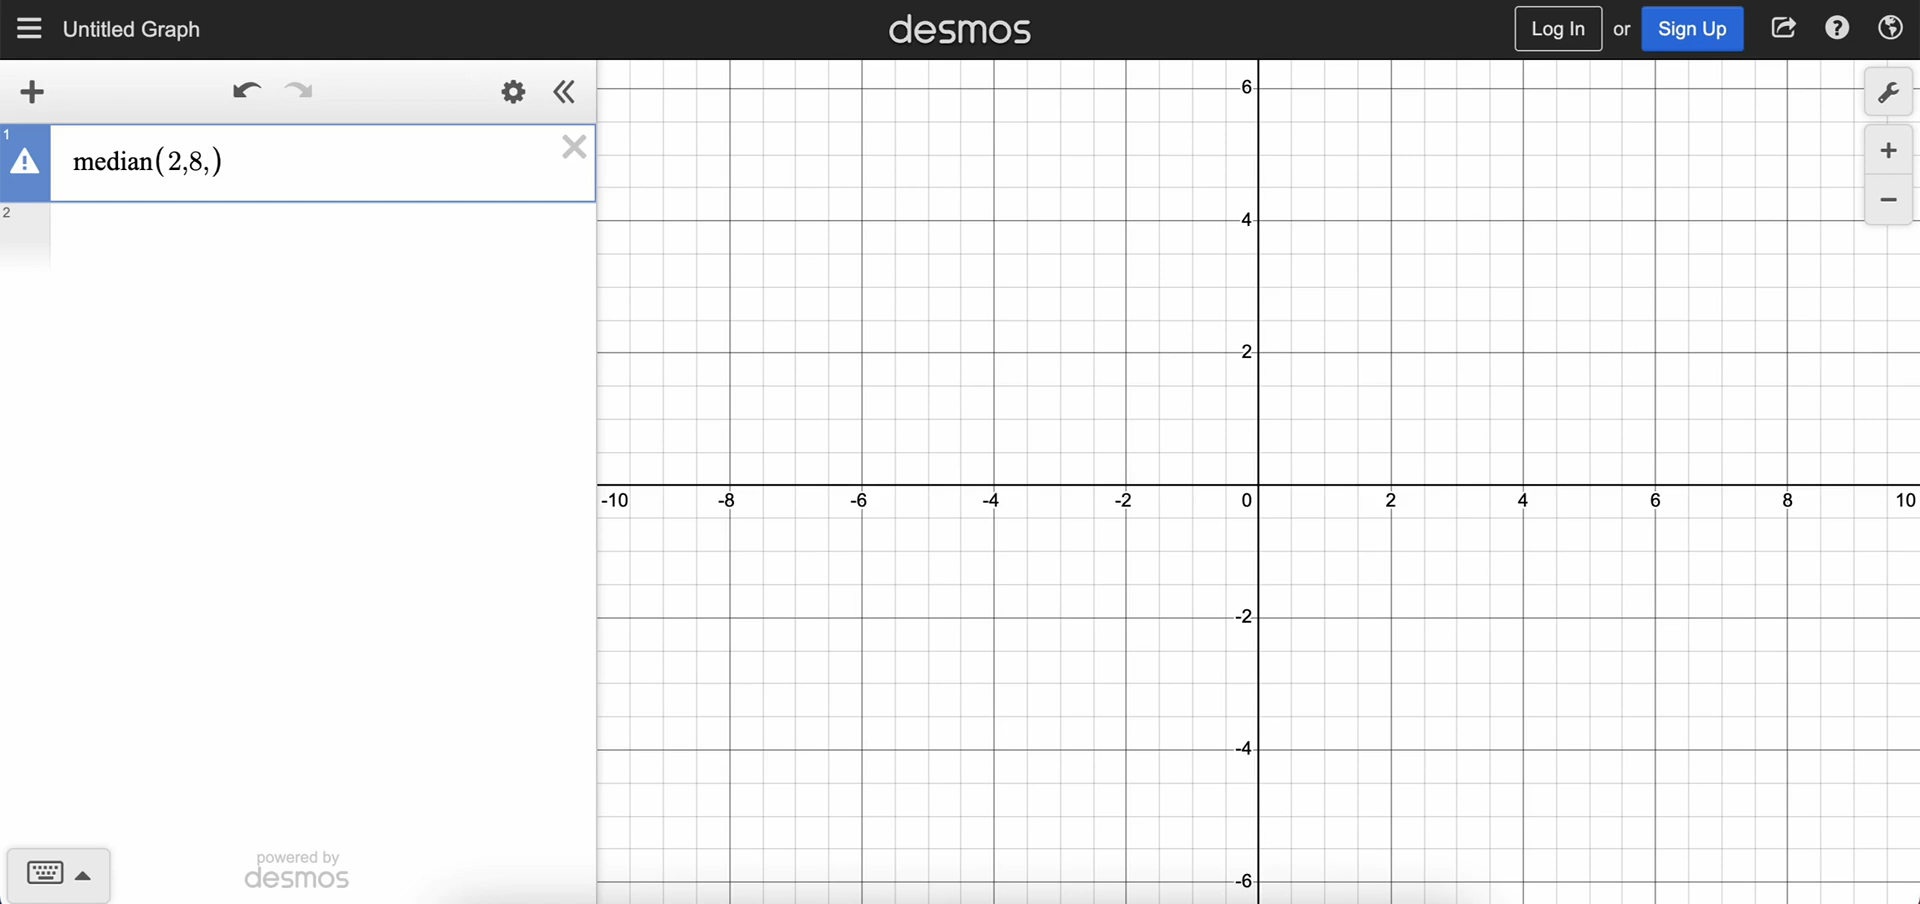 Untitled Graph
desmos
Log In or Sign Up
1
median(2,8,)
2
6
4
2
-10 -8 -6 -4 -2 0 2 4 6 8 10
-2
-4
-6
powered by
desmos